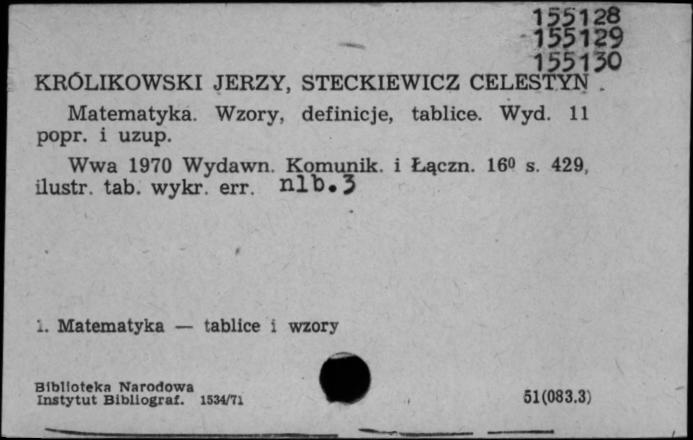 155128
155129
155130
KRÓLIKOWSKI JERZY, STECKIEWICZ CELESTYN.
Matematyka. Wzory, definicje, tablice. Wyd. 11
popr. i uzup.
Wwa 1970 Wydawn. Komunik. i Łączn. 16⁰ s. 429,
ilustr. tab. wykr. err. nlb.3
1. Matematyka — tablice i wzory
Biblioteka Narodowa
Instytut Bibliograf. 1534/71
51(083.3)